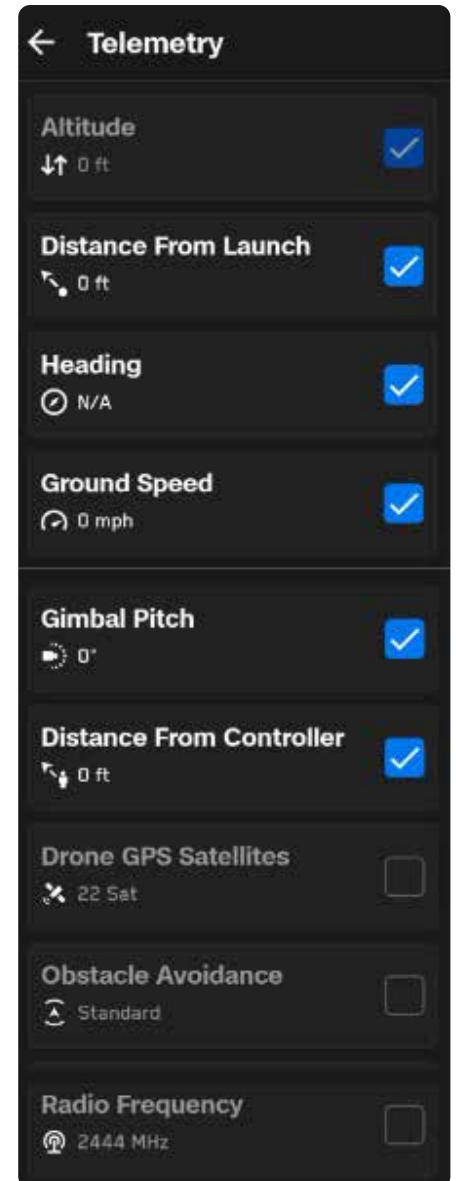 Telemetry
Altitude
0 ft
Distance From Launch
0 ft
Heading
N/A
Ground Speed
0 mph
Gimbal Pitch
0°
Distance From Controller
0 ft
Drone GPS Satellites
22 Sat
Obstacle Avoidance
Standard
Radio Frequency
2444 MHz